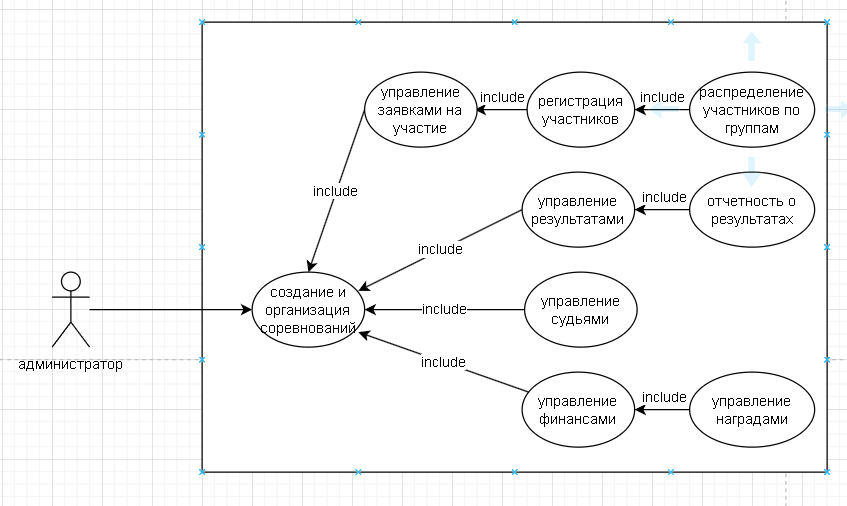 управление
заявками на
участие
include
регистрация
участников
include
распределение
участников по
группам
include
управление
результатами
include
отчетность о
результатах
include
создание и
организация
соревнований
include
управление
судьями
администратор
include
управление
финансами
include
управление
наградами